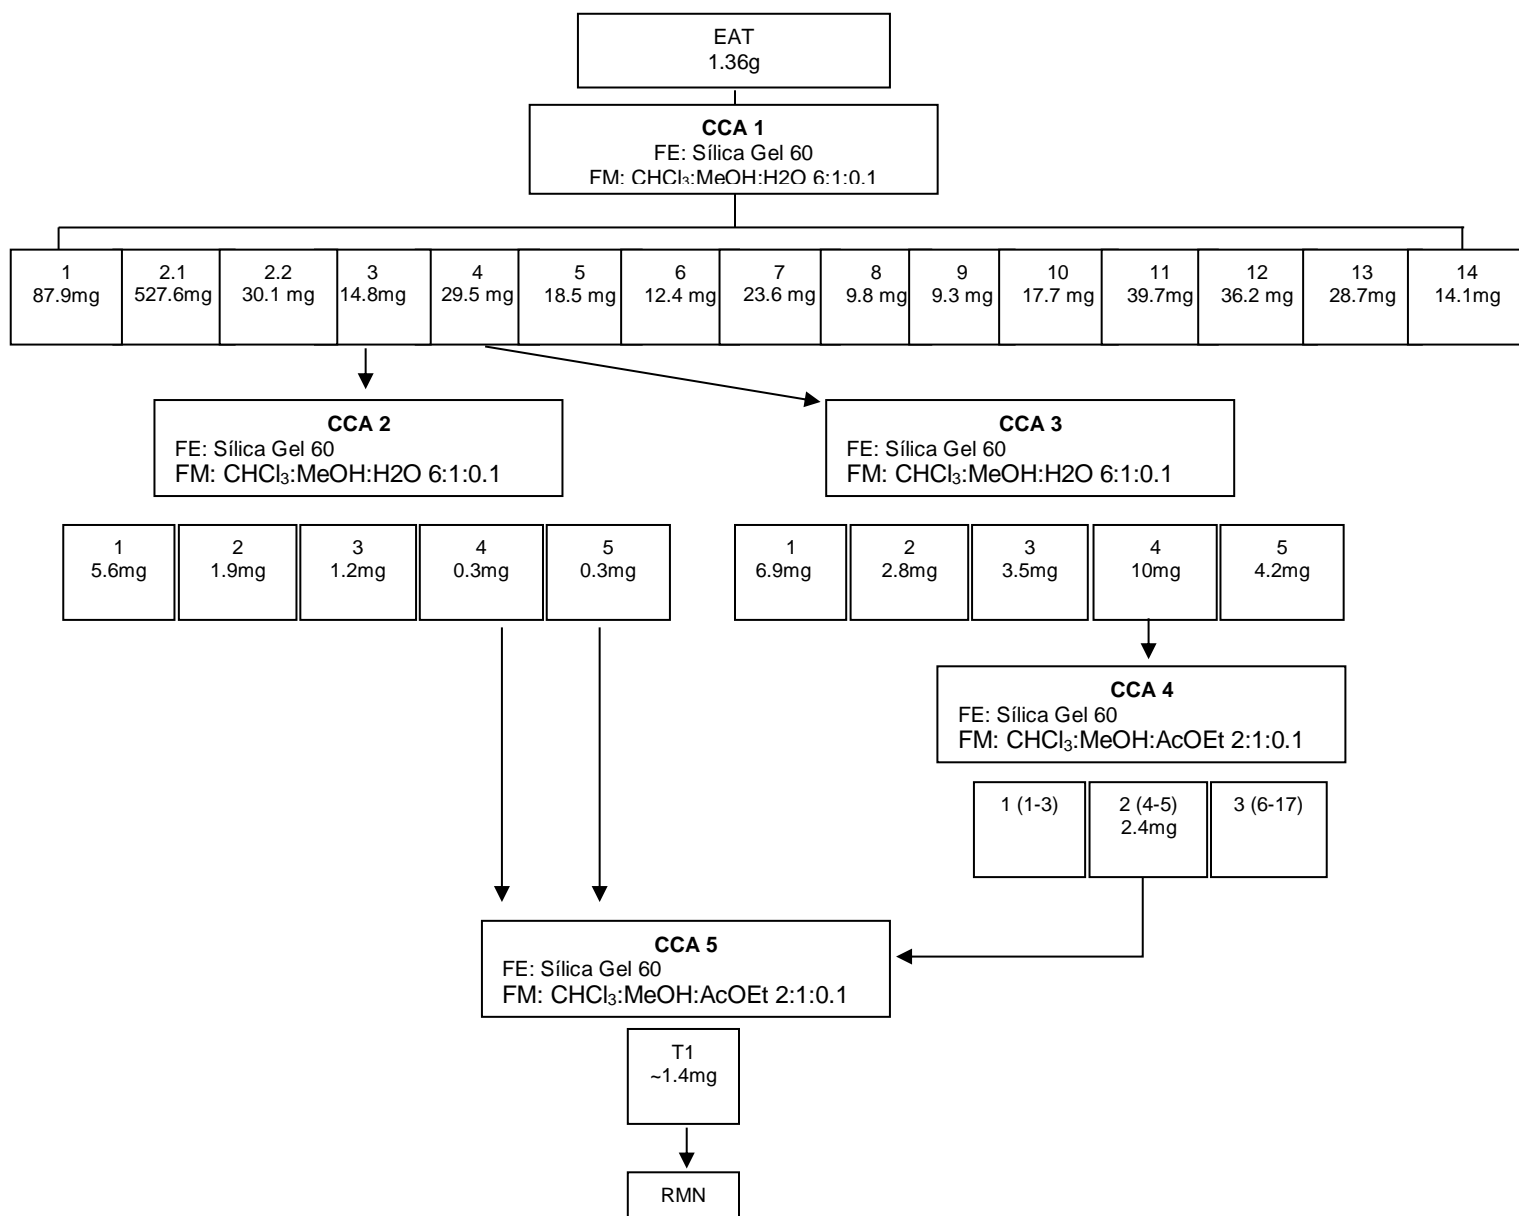 EAT
1.36g
CCA 1
FE: Sílica Gel 60
FM: CHCl₃:MeOH:H2O 6:1:0.1
1
87.9mg
2.1
527.6mg
2.2
30.1 mg
3
14.8mg
4
29.5 mg
5
18.5 mg
6
12.4 mg
7
23.6 mg
8
9.8 mg
9
9.3 mg
10
17.7 mg
11
39.7mg
12
36.2 mg
13
28.7mg
14
14.1mg
CCA 2
FE: Sílica Gel 60
FM: CHCl₃:MeOH:H2O 6:1:0.1
CCA 3
FE: Sílica Gel 60
FM: CHCl₃:MeOH:H2O 6:1:0.1
1
5.6mg
2
1.9mg
3
1.2mg
4
0.3mg
5
0.3mg
1
6.9mg
2
2.8mg
3
3.5mg
4
10mg
5
4.2mg
CCA 4
FE: Sílica Gel 60
FM: CHCl₃:MeOH:AcOEt 2:1:0.1
1 (1-3)
2 (4-5)
2.4mg
3 (6-17)
CCA 5
FE: Sílica Gel 60
FM: CHCl₃:MeOH:AcOEt 2:1:0.1
T1
~1.4mg
RMN